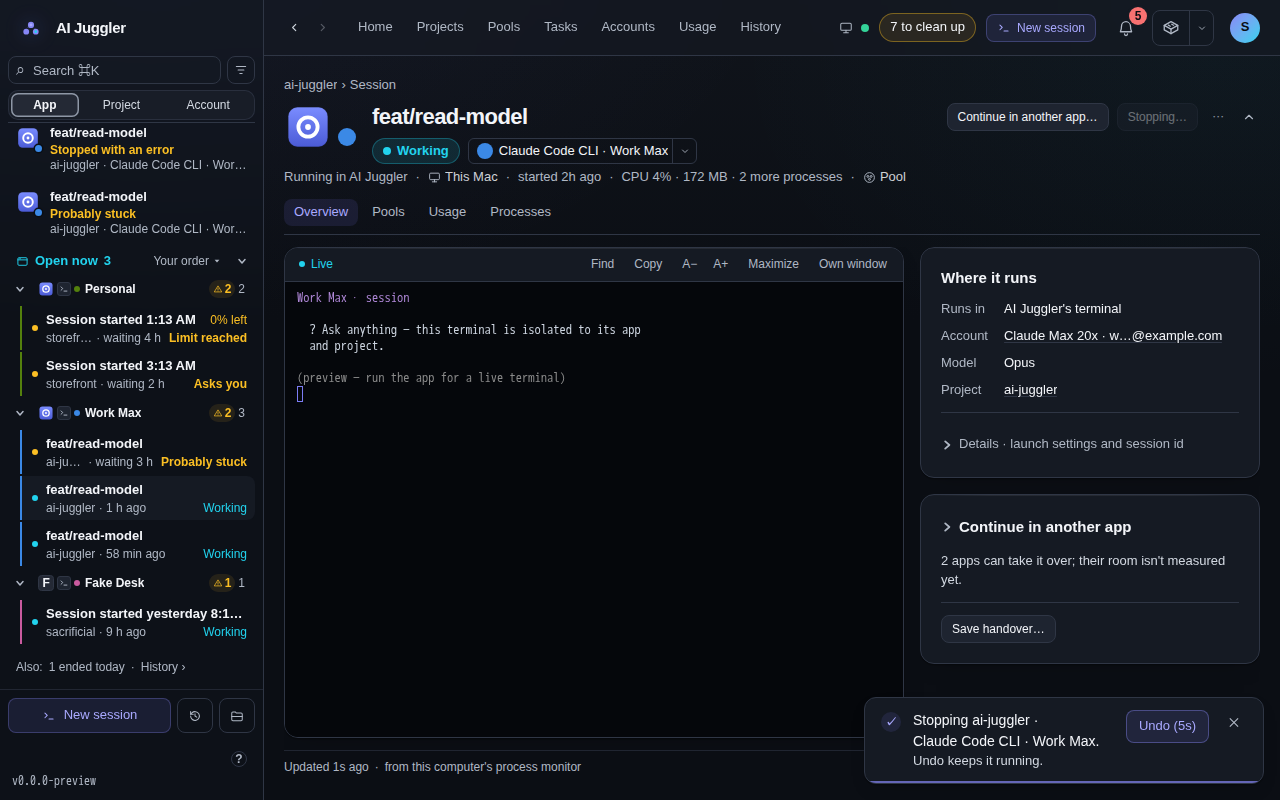 AI Juggler
Search ⌘K
App Project Account
feat/read-model
Stopped with an error
ai-juggler · Claude Code CLI · Wor…
feat/read-model
Probably stuck
ai-juggler · Claude Code CLI · Wor…
Open now 3 Your order
Personal 2 2
Session started 1:13 AM 0% left
storefr… · waiting 4 h Limit reached
Session started 3:13 AM
storefront · waiting 2 h Asks you
Work Max 2 3
feat/read-model
ai-ju… · waiting 3 h Probably stuck
feat/read-model
ai-juggler · 1 h ago Working
feat/read-model
ai-juggler · 58 min ago Working
F Fake Desk 1 1
Session started yesterday 8:1…
sacrificial · 9 h ago Working
Also: 1 ended today · History ›
New session
?
v0.0.0-preview
Home Projects Pools Tasks Accounts Usage History
7 to clean up
New session
5
S
ai-juggler › Session
feat/read-model
Continue in another app… Stopping… ···
Working Claude Code CLI · Work Max
Running in AI Juggler · This Mac · started 2h ago · CPU 4% · 172 MB · 2 more processes · Pool
Overview Pools Usage Processes
Live Find Copy A− A+ Maximize Own window
Work Max · session
? Ask anything — this terminal is isolated to its app
and project.
(preview — run the app for a live terminal)
Where it runs
Runs in AI Juggler's terminal
Account Claude Max 20x · w…@example.com
Model Opus
Project ai-juggler
Details · launch settings and session id
Continue in another app
2 apps can take it over; their room isn't measured
yet.
Save handover…
Updated 1s ago · from this computer's process monitor
Stopping ai-juggler ·
Claude Code CLI · Work Max.
Undo keeps it running.
Undo (5s)